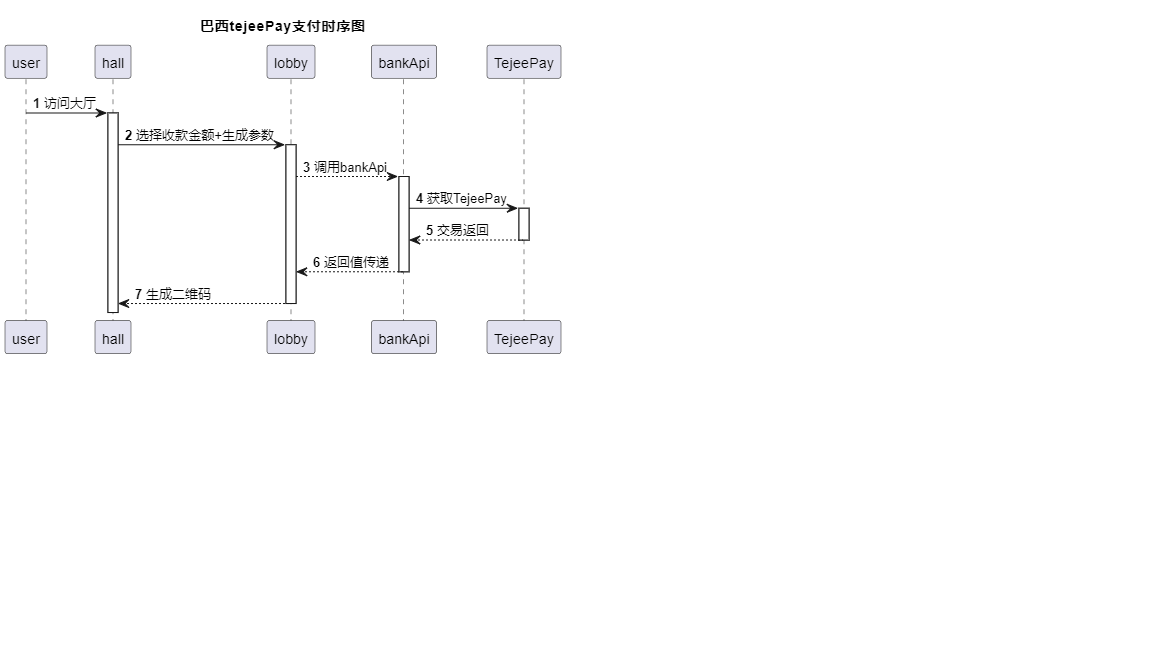 巴西tejeePay支付时序图
user
hall
lobby
bankApi
TejeePay
1 访问大厅
2 选择收款金额+生成参数
3 调用bankApi
4 获取TejeePay
5 交易返回
6 返回值传递
7 生成二维码
user
hall
lobby
bankApi
TejeePay